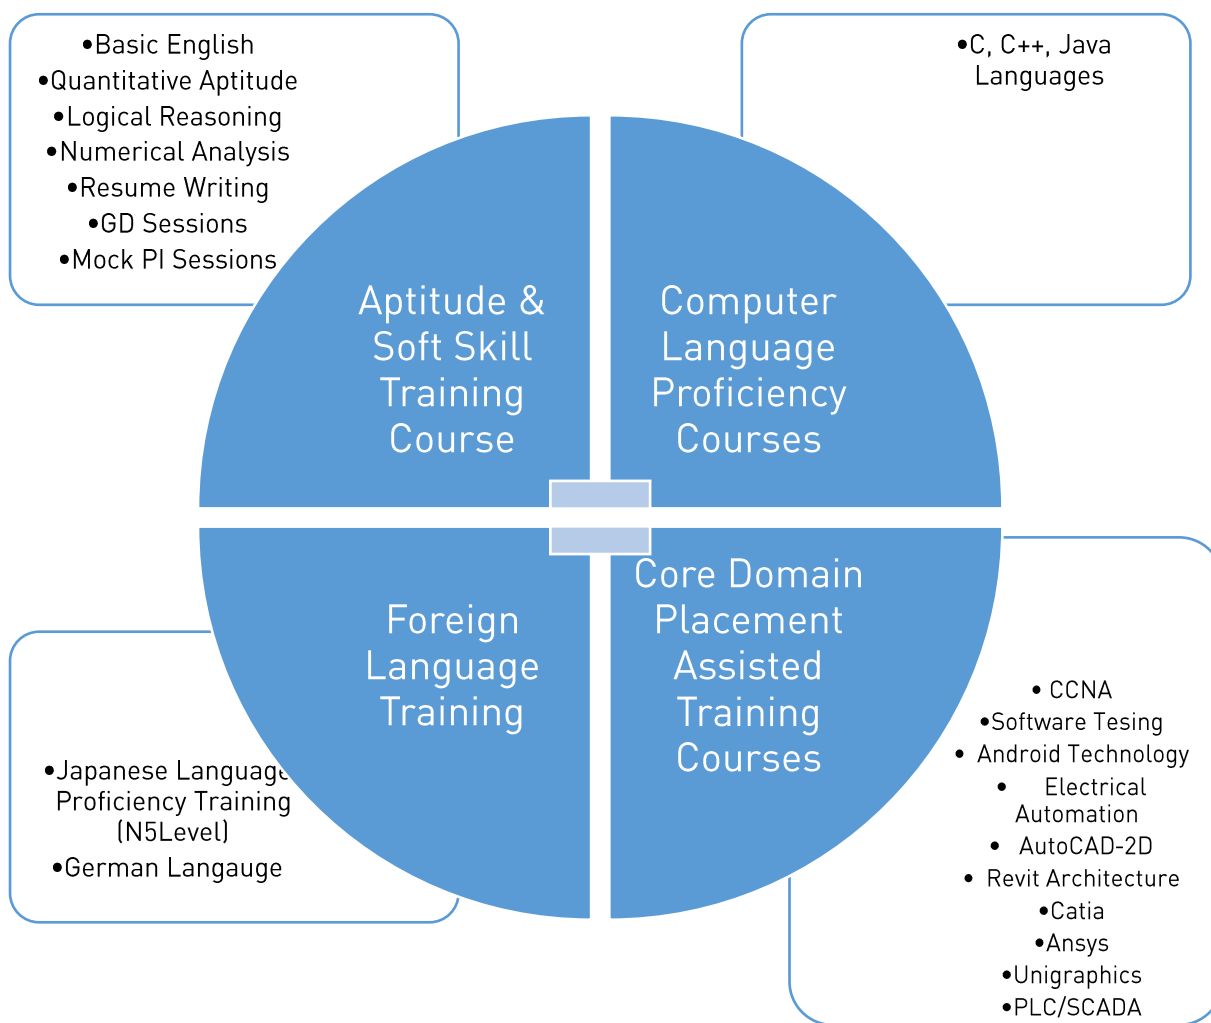 •Basic English
•Quantitative Aptitude
•Logical Reasoning
•Numerical Analysis
•Resume Writing
•GD Sessions
•Mock PI Sessions
•C, C++, Java
Languages
Aptitude &
Soft Skill
Training
Course
Computer
Language
Proficiency
Courses
Foreign
Language
Training
Core Domain
Placement
Assisted
Training
Courses
•Japanese Language
Proficiency Training
(N5Level)
•German Langauge
• CCNA
•Software Tesing
• Android Technology
• Electrical
Automation
• AutoCAD-2D
• Revit Architecture
•Catia
•Ansys
•Unigraphics
•PLC/SCADA